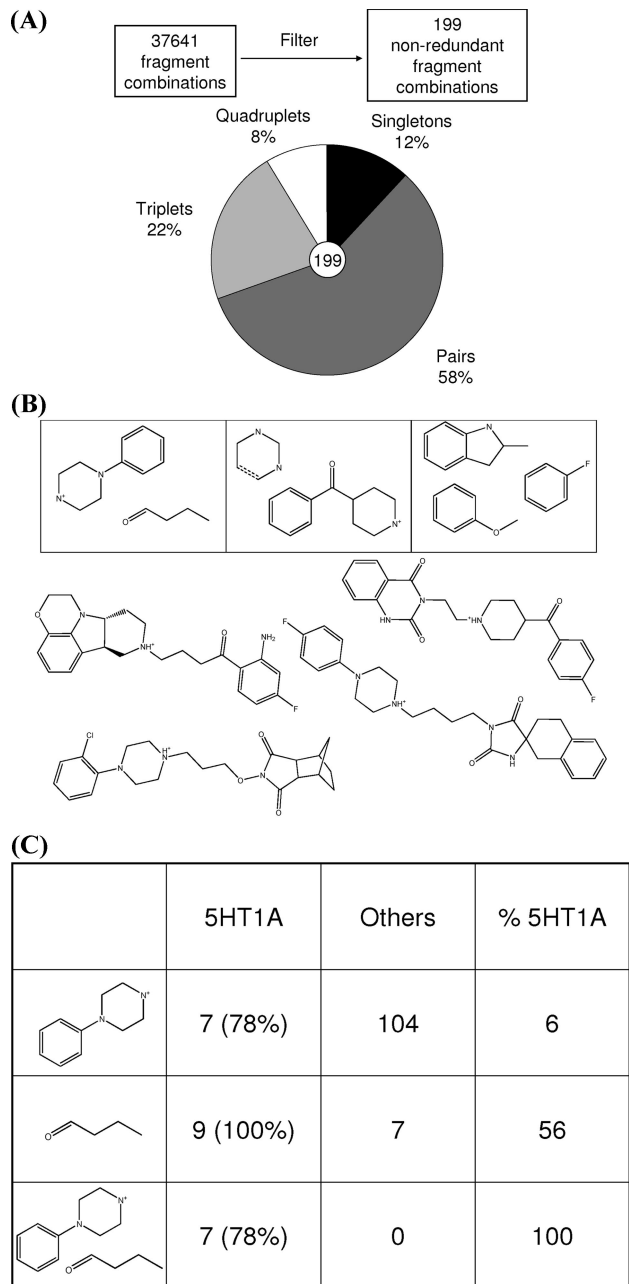 (A)
37641
fragment
combinations
Filter
199
non-redundant
fragment
combinations
Quadruplets
8%
Singletons
12%
Triplets
22%
199
Pairs
58%
(B)
N
N+
O
N
N
O
N+
N
F
O
O
N
NH+
O
NH2
F
O
N
NH
O
+HN
O
F
F
N
NH+
N
O
O
NH
Cl
N
H
N+
O
N
O
O
(C)
5HT1A
Others
% 5HT1A
N+
N
7 (78%)
104
6
O
9 (100%)
7
56
N+
N
O
7 (78%)
0
100